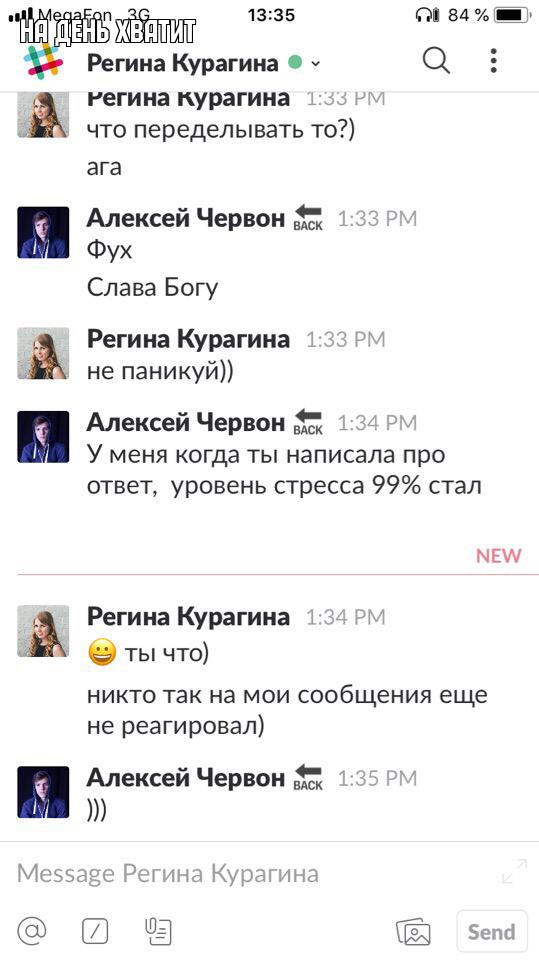 MegaFon 3G 13:35 84 %
НА ДЕНЬ ХВАТИТ
Регина Курагина
Регина Курагина 1:33 PM
что переделывать то?)
ага
Алексей Червон BACK 1:33 PM
Фух
Слава Богу
Регина Курагина 1:33 PM
не паникуй))
Алексей Червон BACK 1:34 PM
У меня когда ты написала про
ответ, уровень стресса 99% стал
NEW
Регина Курагина 1:34 PM
😀 ты что)
никто так на мои сообщения еще
не реагировал)
Алексей Червон BACK 1:35 PM
)))
Message Регина Курагина
@ / Send